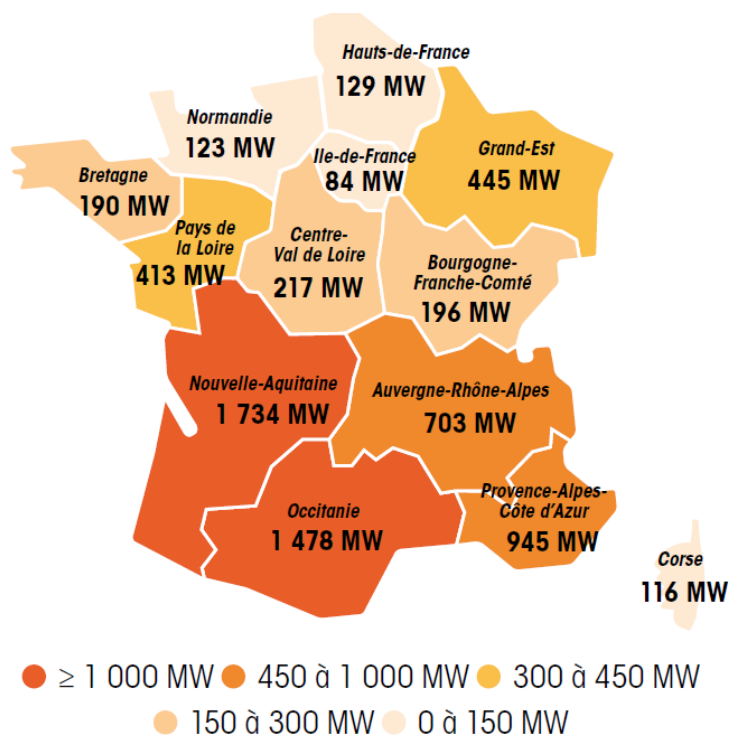 Hauts-de-France
129 MW
Normandie
123 MW
Ile-de-France
84 MW
Grand-Est
445 MW
Bretagne
190 MW
Pays de
la Loire
413 MW
Centre-
Val de Loire
217 MW
Bourgogne-
Franche-Comté
196 MW
Nouvelle-Aquitaine
1 734 MW
Auvergne-Rhône-Alpes
703 MW
Occitanie
1 478 MW
Provence-Alpes-
Côte d’Azur
945 MW
Corse
116 MW
≥ 1 000 MW
450 à 1 000 MW
300 à 450 MW
150 à 300 MW
0 à 150 MW